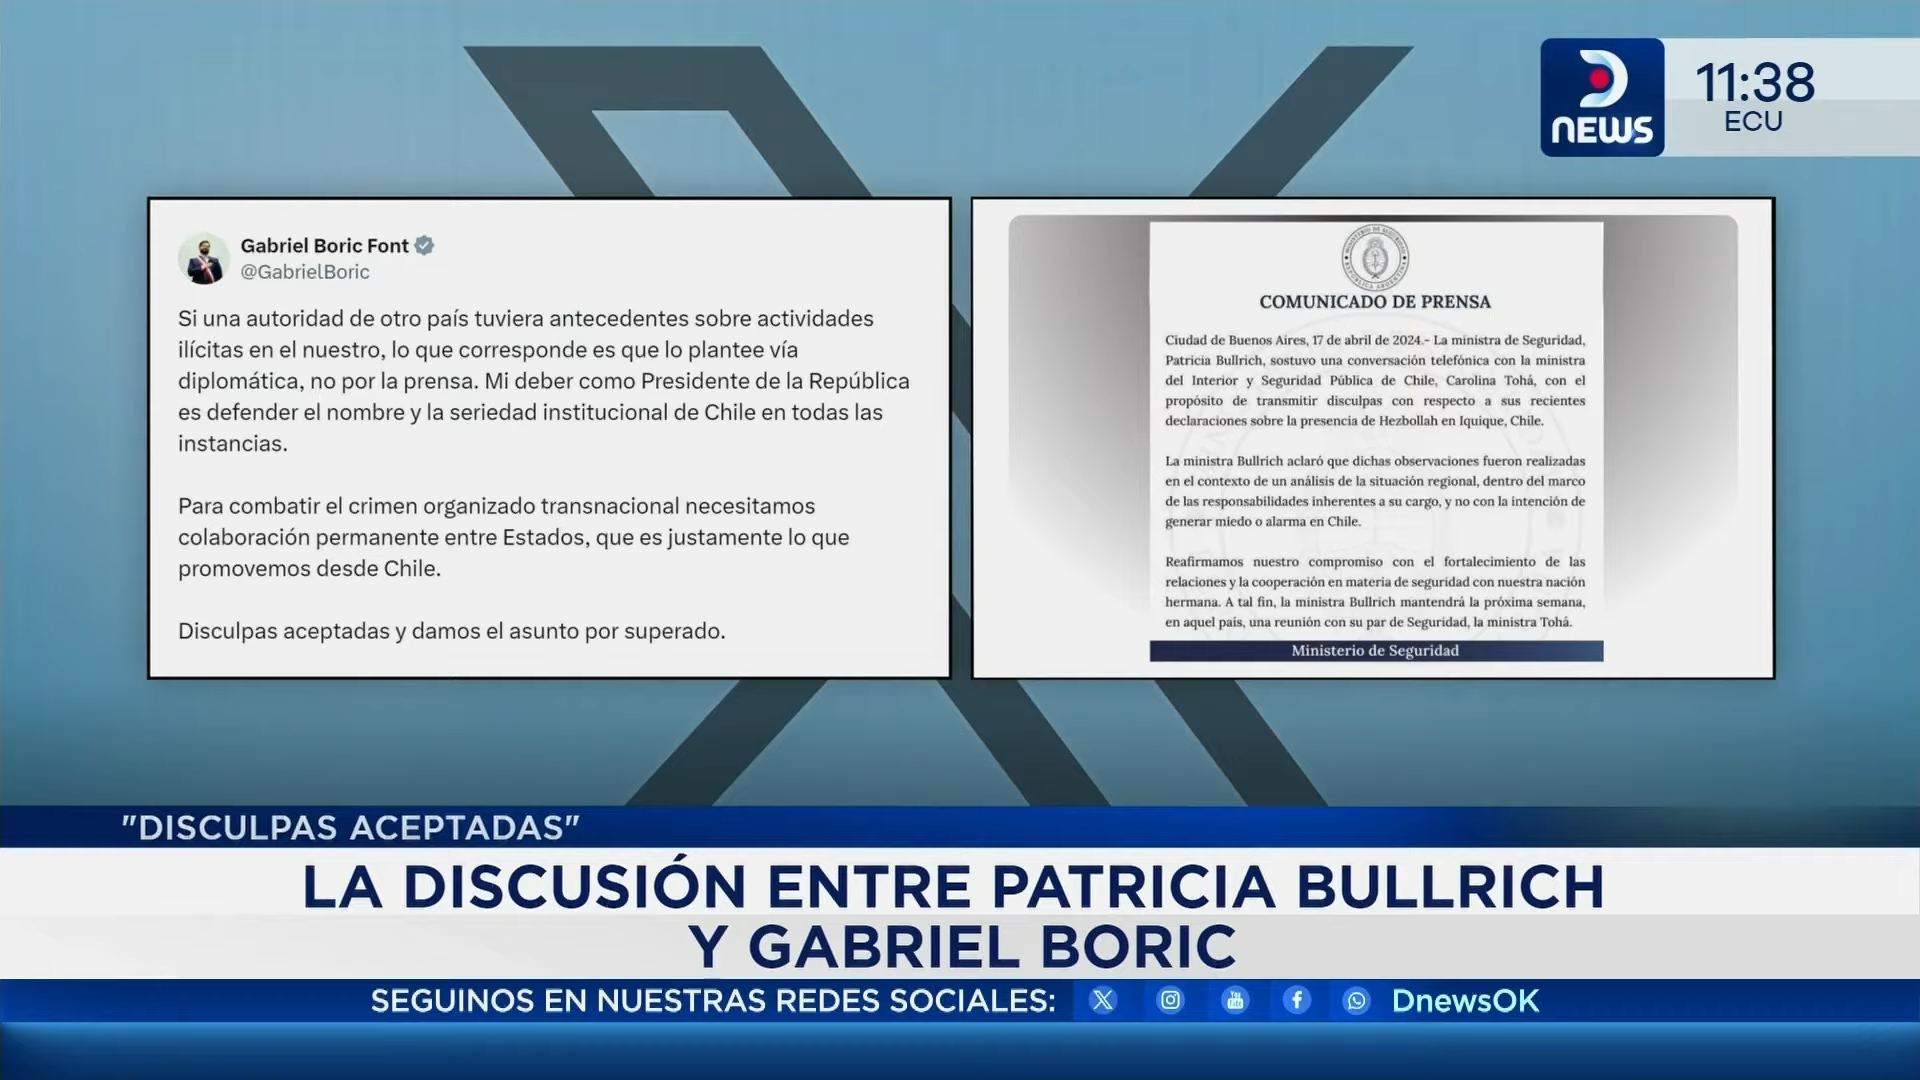 NEWS
11:38
ECU
Gabriel Boric Font
@GabrielBoric
Si una autoridad de otro país tuviera antecedentes sobre actividades
ilícitas en el nuestro, lo que corresponde es que lo plantee vía
diplomática, no por la prensa. Mi deber como Presidente de la República
es defender el nombre y la seriedad institucional de Chile en todas las
instancias.
Para combatir el crimen organizado transnacional necesitamos
colaboración permanente entre Estados, que es justamente lo que
promovemos desde Chile.
Disculpas aceptadas y damos el asunto por superado.
COMUNICADO DE PRENSA
Ciudad de Buenos Aires, 17 de abril de 2024.- La ministra de Seguridad,
Patricia Bullrich, sostuvo una conversación telefónica con la ministra
del Interior y Seguridad Pública de Chile, Carolina Tohá, con el
propósito de transmitir disculpas con respecto a sus recientes
declaraciones sobre la presencia de Hezbollah en Iquique, Chile.
La ministra Bullrich aclaró que dichas observaciones fueron realizadas
en el contexto de un análisis de la situación regional, dentro del marco
de las responsabilidades inherentes a su cargo, y no con la intención de
generar miedo o alarma en Chile.
Reafirmamos nuestro compromiso con el fortalecimiento de las
relaciones y la cooperación en materia de seguridad con nuestra nación
hermana. A tal fin, la ministra Bullrich mantendrá la próxima semana,
en aquel país, una reunión con su par de Seguridad, la ministra Tohá.
Ministerio de Seguridad
"DISCULPAS ACEPTADAS"
LA DISCUSIÓN ENTRE PATRICIA BULLRICH
Y GABRIEL BORIC
SEGUINOS EN NUESTRAS REDES SOCIALES: DnewsOK